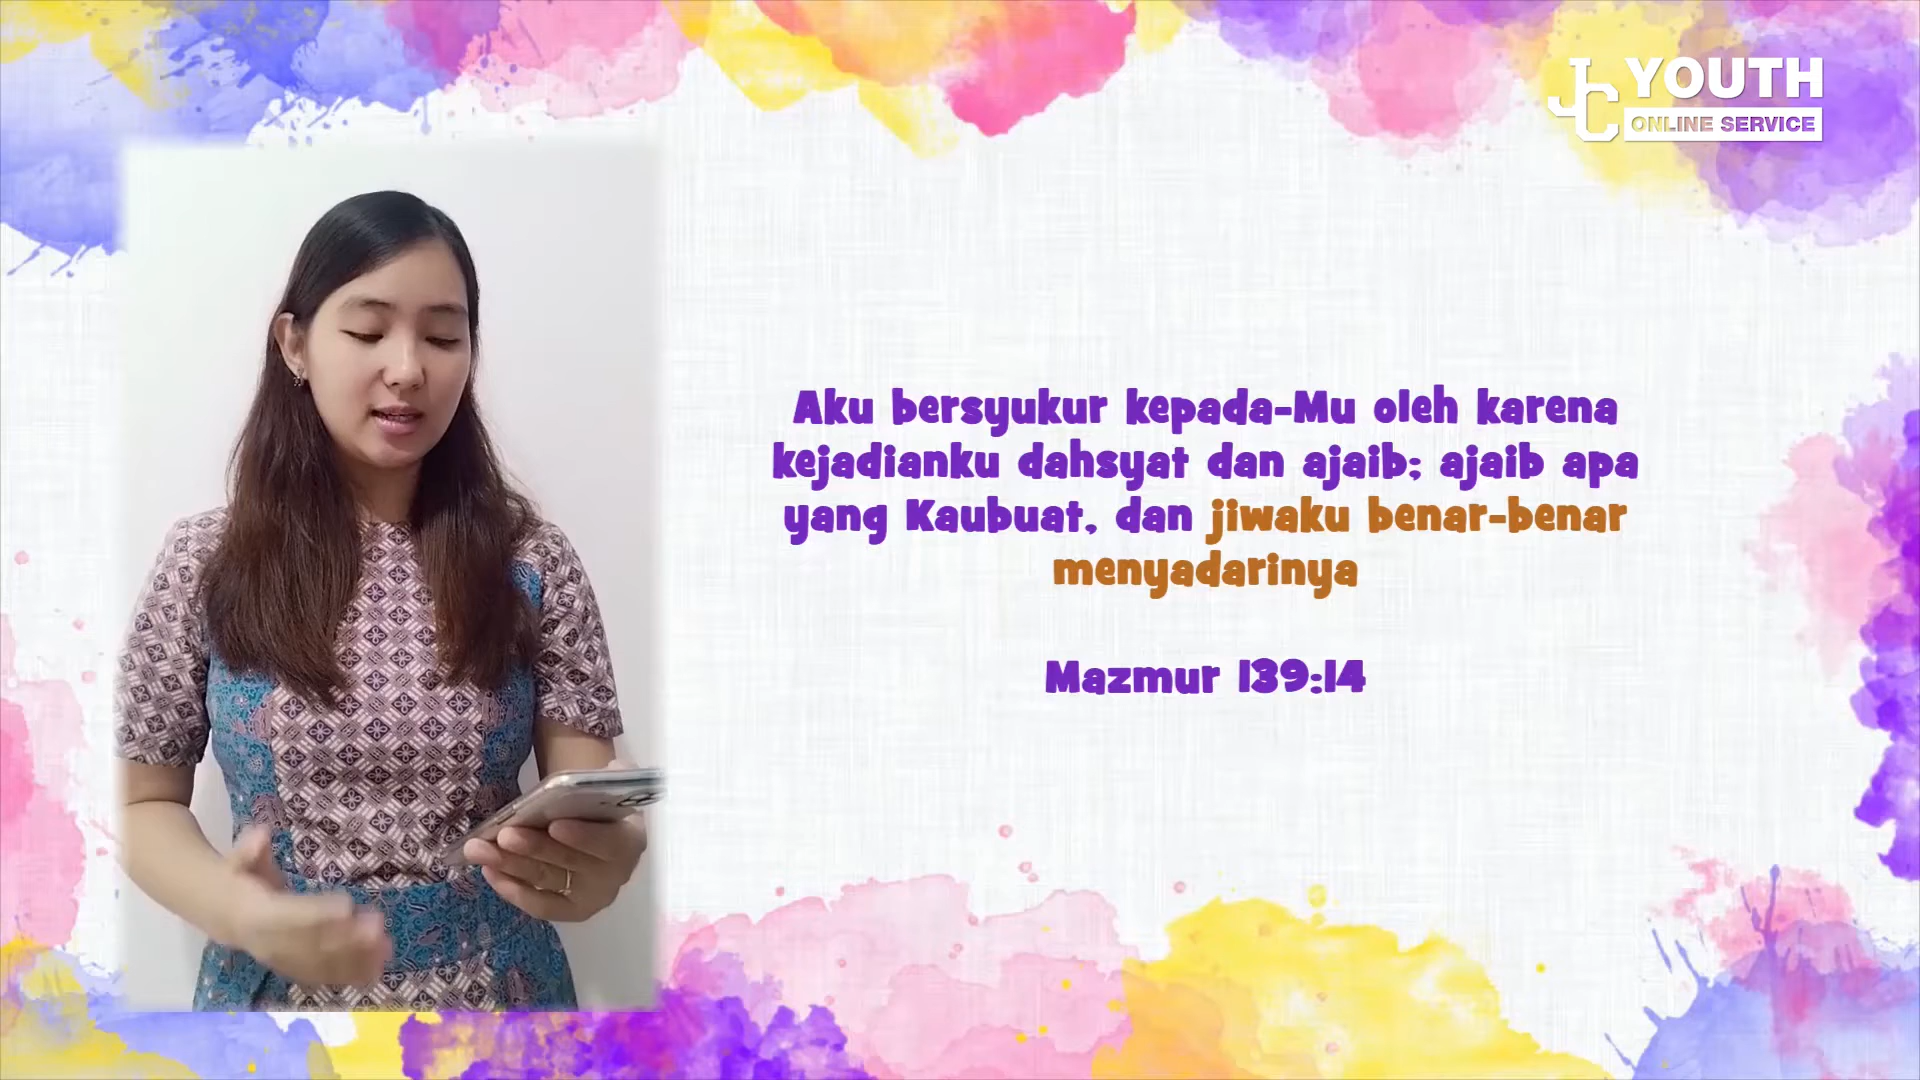 JC YOUTH
ONLINE SERVICE
Aku bersyukur kepada-Mu oleh karena
kejadianku dahsyat dan ajaib; ajaib apa
yang Kaubuat, dan jiwaku benar-benar
menyadarinya
Mazmur 139:14